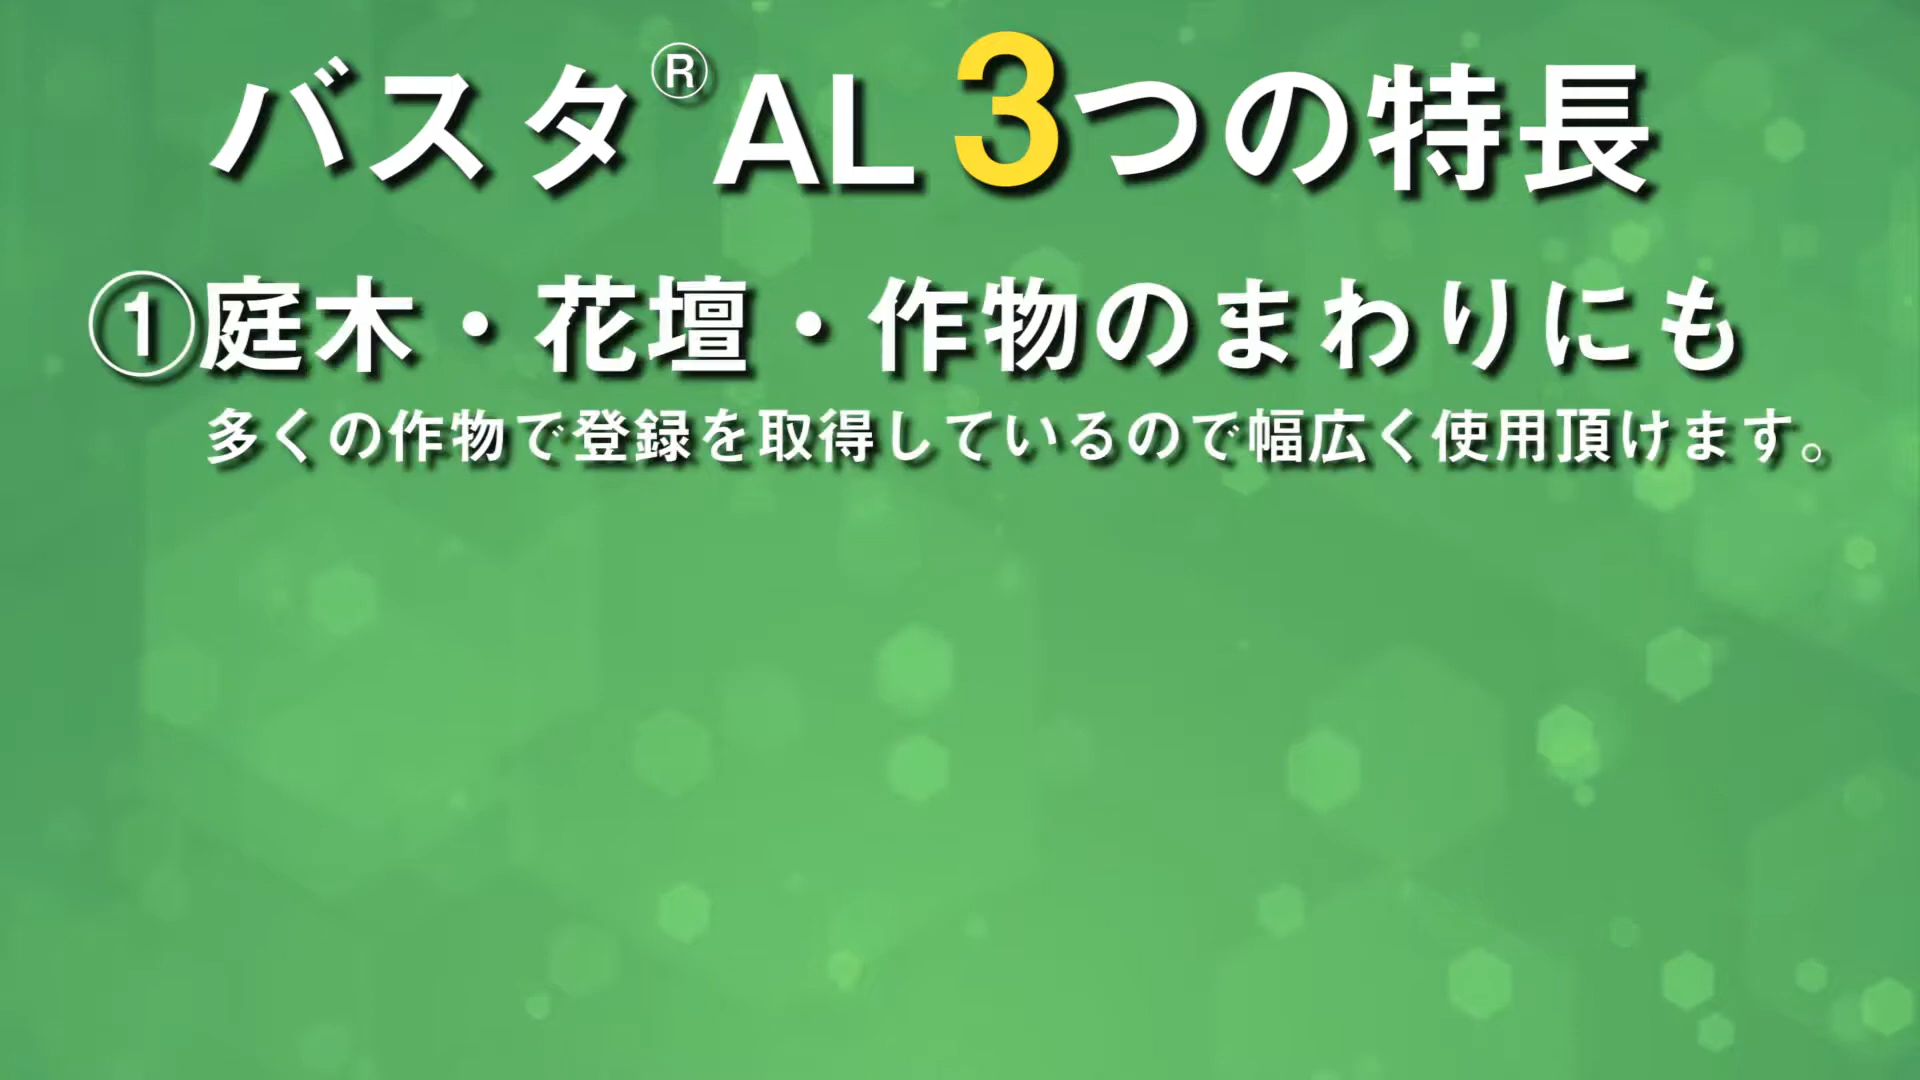 バスタ®AL 3つの特長
①庭木・花壇・作物のまわりにも
多くの作物で登録を取得しているので幅広く使用頂けます。